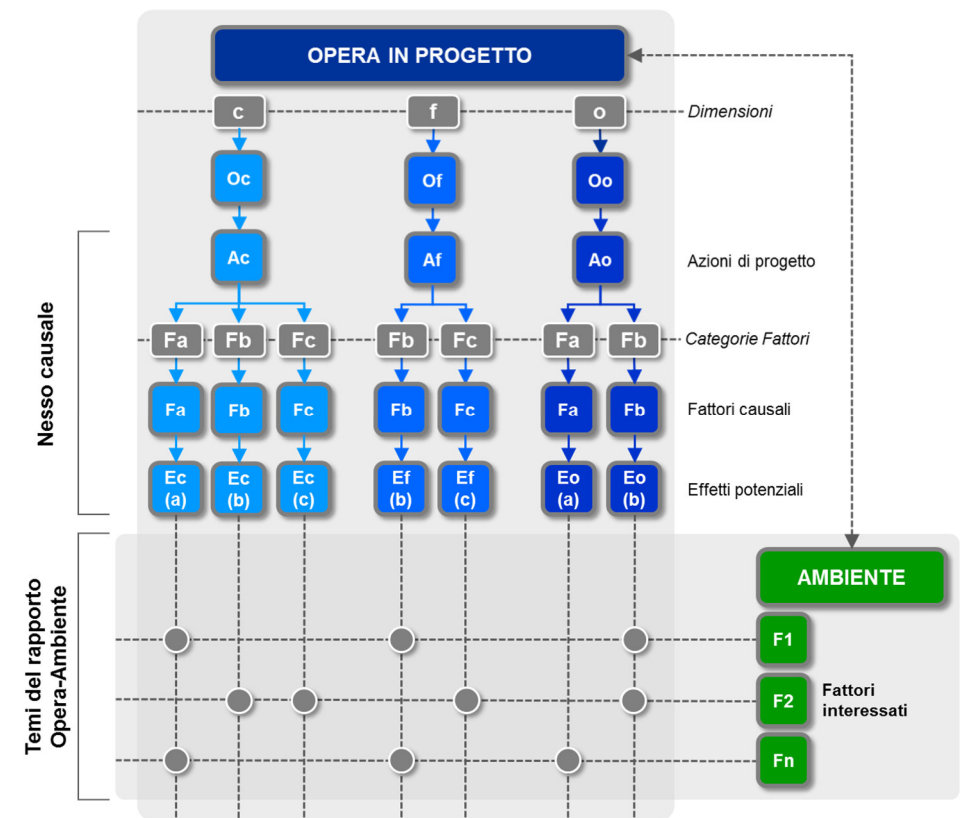 OPERA IN PROGETTO
c
f
o
Dimensioni
Oc
Of
Oo
Ac
Af
Ao
Azioni di progetto
Fa
Fb
Fc
Fb
Fc
Fa
Fb
Categorie Fattori
Fa
Fb
Fc
Fb
Fc
Fa
Fb
Fattori causali
Ec
(a)
Ec
(b)
Ec
(c)
Ef
(b)
Ef
(c)
Eo
(a)
Eo
(b)
Effetti potenziali
Nesso causale
Temi del rapporto
Opera-Ambiente
AMBIENTE
F1
F2
Fattori
interessati
Fn